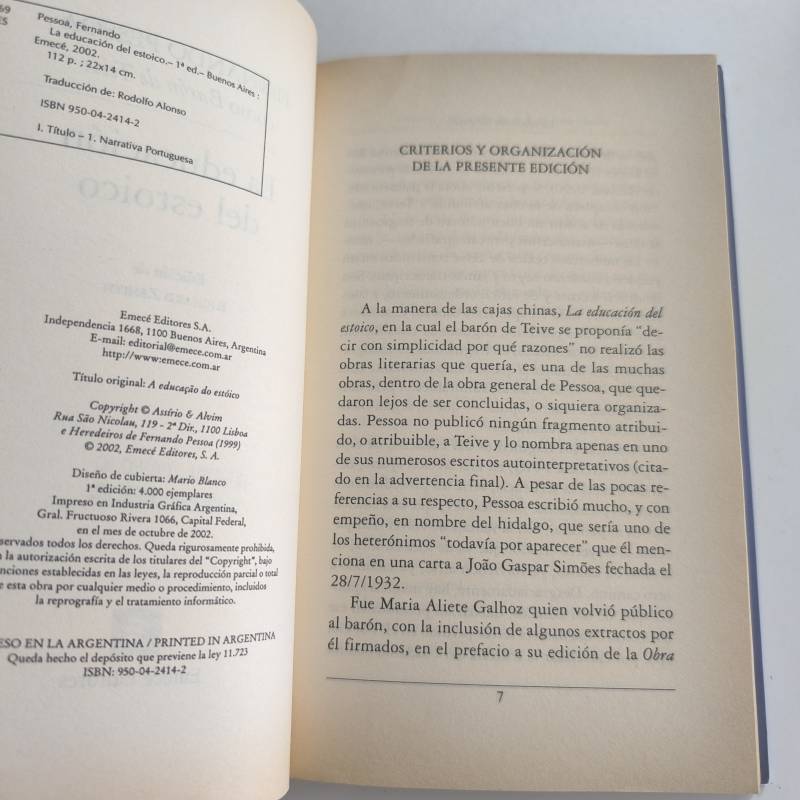 69
ES
Pessoa, Fernando
La educación del estoico.– 1ª ed.– Buenos Aires :
Emecé, 2002.
112 p. ; 22x14 cm.
Traducción de: Rodolfo Alonso
ISBN 950-04-2414-2
I. Título – 1. Narrativa Portuguesa
Emecé Editores S.A.
Independencia 1668, 1100 Buenos Aires, Argentina
E-mail: editorial@emece.com.ar
http://www.emece.com.ar
Título original: A educação do estóico
Copyright © Assírio & Alvim
Rua São Nicolau, 119 - 2ª Dir., 1100 Lisboa
e Heredeiros de Fernando Pessoa (1999)
© 2002, Emecé Editores, S. A.
Diseño de cubierta: Mario Blanco
1ª edición: 4.000 ejemplares
Impreso en Industria Gráfica Argentina,
Gral. Fructuoso Rivera 1066, Capital Federal,
en el mes de octubre de 2002.
servados todos los derechos. Queda rigurosamente prohibida,
la autorización escrita de los titulares del "Copyright", bajo
nciones establecidas en las leyes, la reproducción parcial o total
e esta obra por cualquier medio o procedimiento, incluidos
la reprografía y el tratamiento informático.
ESO EN LA ARGENTINA / PRINTED IN ARGENTINA
Queda hecho el depósito que previene la ley 11.723
ISBN: 950-04-2414-2
CRITERIOS Y ORGANIZACIÓN
DE LA PRESENTE EDICIÓN
A la manera de las cajas chinas, La educación del
estoico, en la cual el barón de Teive se proponía "de-
cir con simplicidad por qué razones" no realizó las
obras literarias que quería, es una de las muchas
obras, dentro de la obra general de Pessoa, que que-
daron lejos de ser concluidas, o siquiera organiza-
das. Pessoa no publicó ningún fragmento atribui-
do, o atribuible, a Teive y lo nombra apenas en uno
de sus numerosos escritos autointerpretativos (cita-
do en la advertencia final). A pesar de las pocas re-
ferencias a su respecto, Pessoa escribió mucho, y con
empeño, en nombre del hidalgo, que sería uno de
los heterónimos "todavía por aparecer" que él men-
ciona en una carta a João Gaspar Simões fechada el
28/7/1932.
Fue Maria Aliete Galhoz quien volvió público
al barón, con la inclusión de algunos extractos por
él firmados, en el prefacio a su edición de la Obra
7